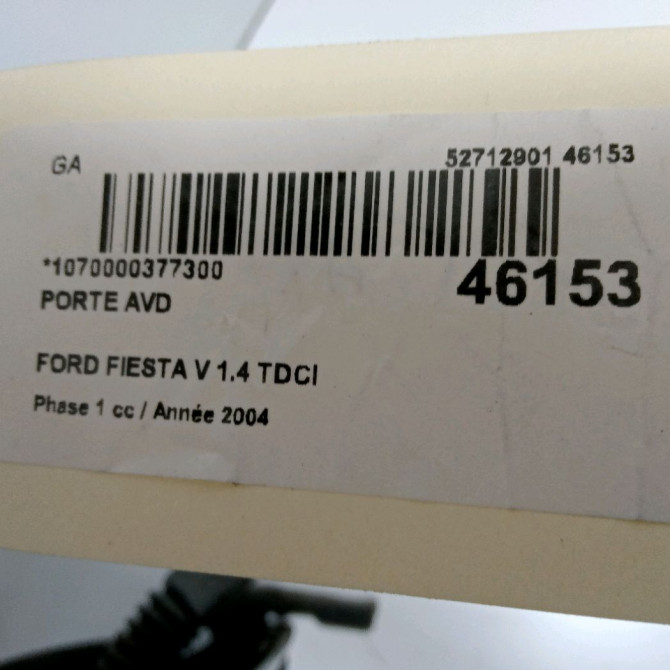 GA
52712901 46153
*1070000377300
46153
PORTE AVD
FORD FIESTA V 1.4 TDCI
Phase 1 cc / Année 2004